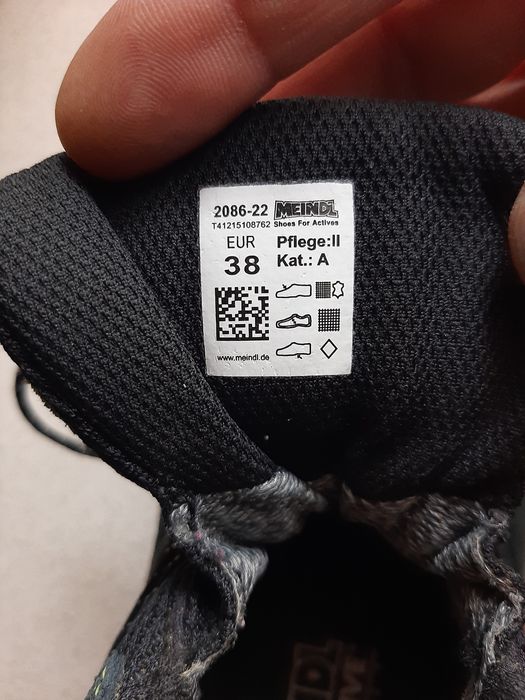 2086-22 MEINDL
T41215108762 Shoes For Actives
EUR Pflege:II
38 Kat.: A
www.meindl.de